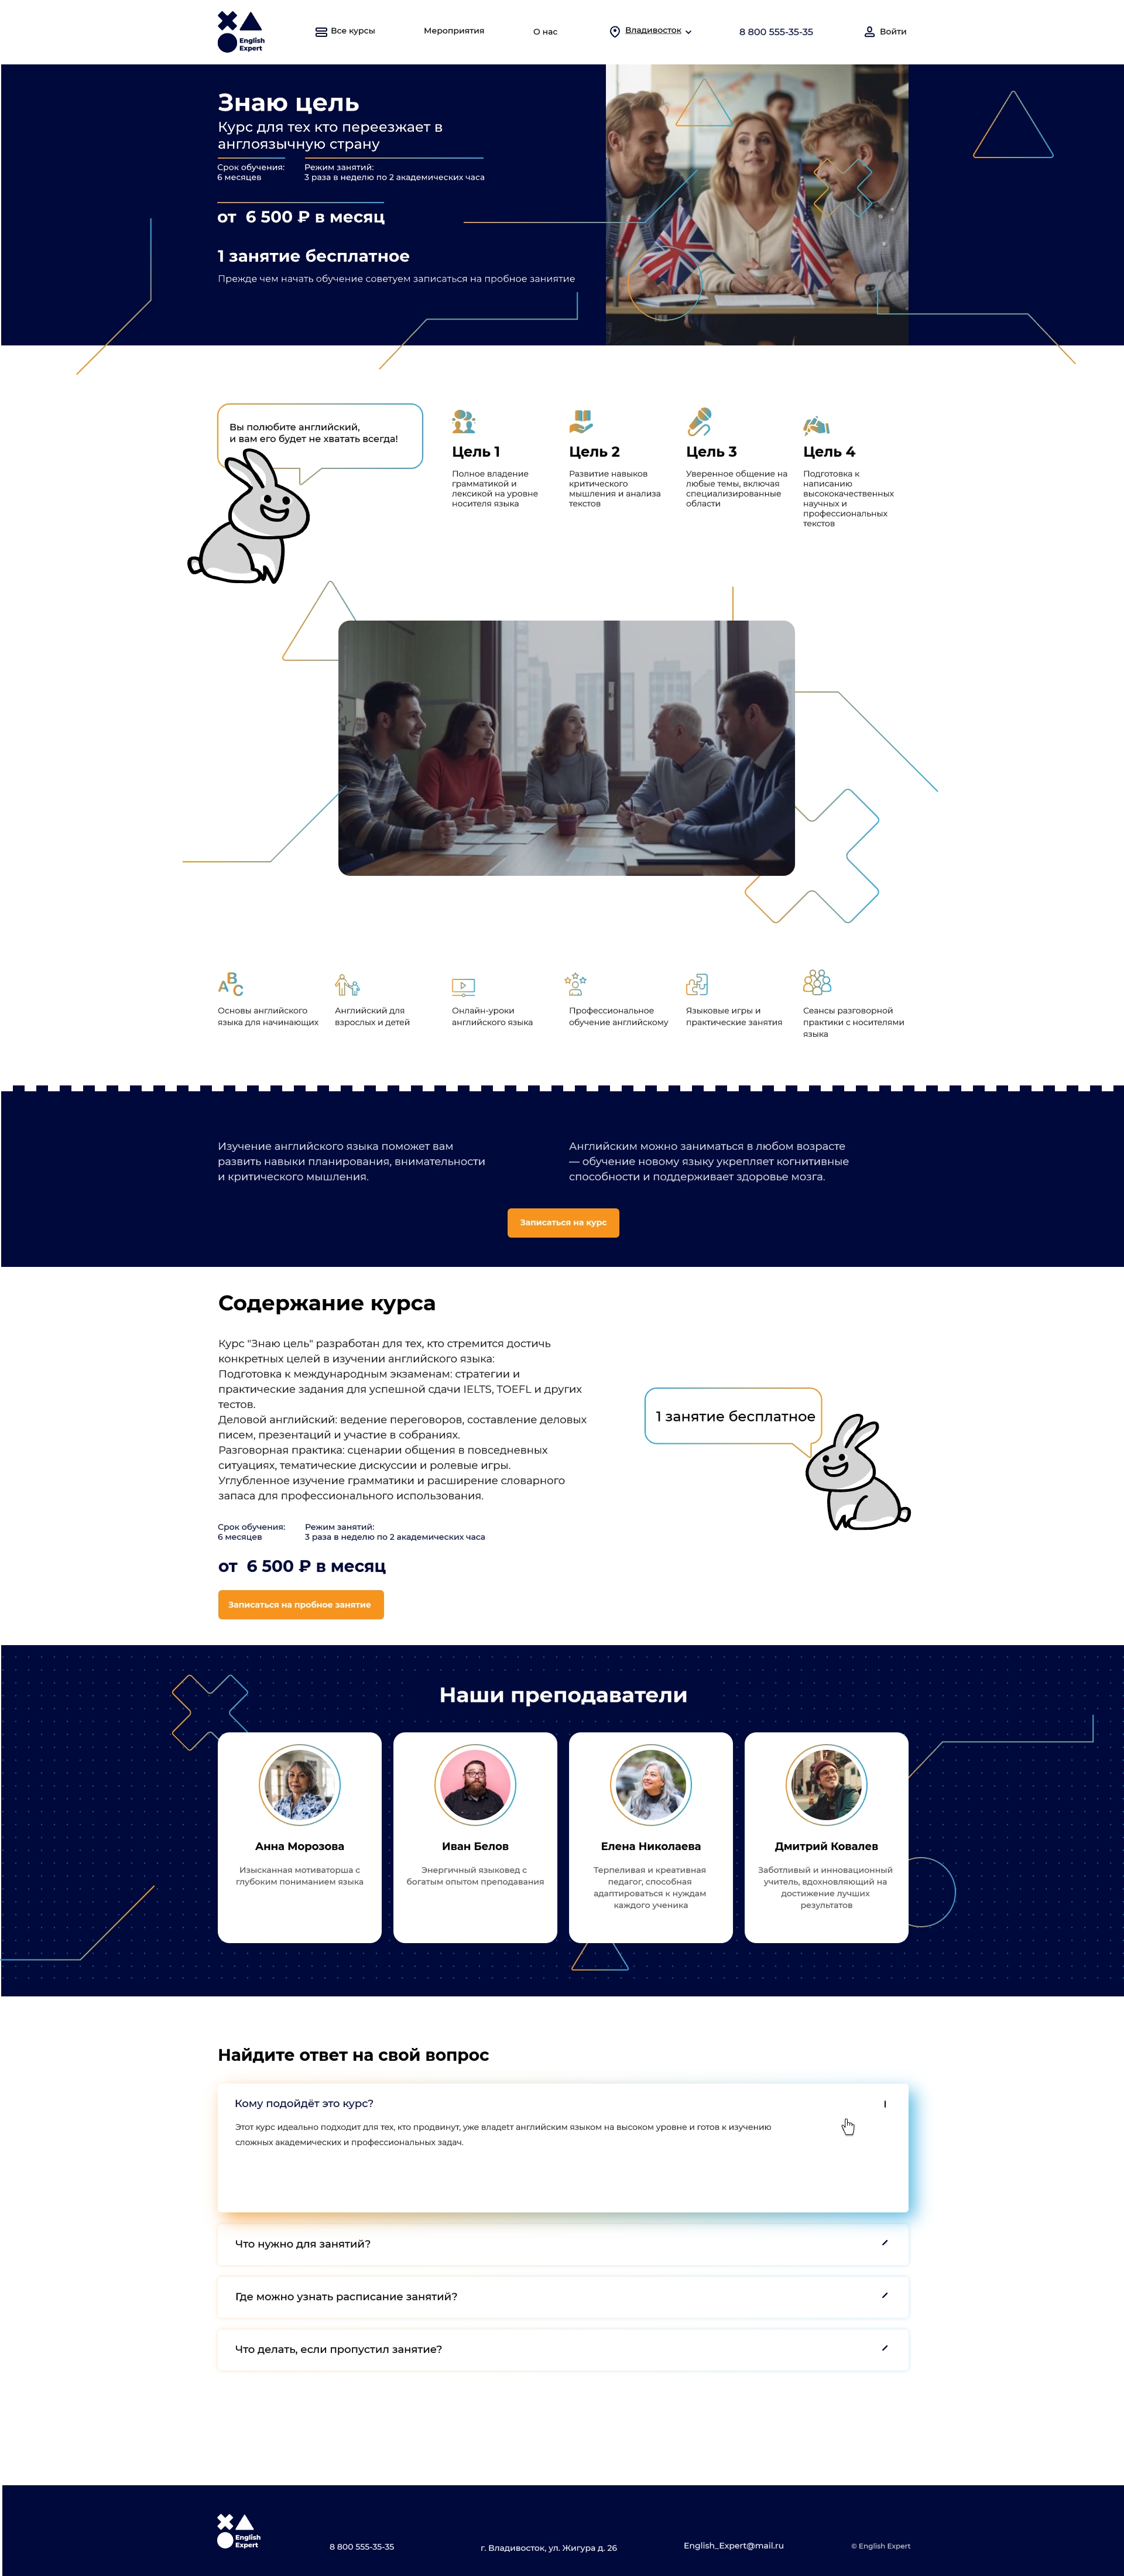 English
Expert
Все курсы
Мероприятия
О нас
Владивосток
8 800 555-35-35
Войти
Знаю цель
Курс для тех кто переезжает в
англоязычную страну
Срок обучения:
6 месяцев
Режим занятий:
3 раза в неделю по 2 академических часа
от 6 500 ₽ в месяц
1 занятие бесплатное
Прежде чем начать обучение советуем записаться на пробное заниятие
Вы полюбите английский,
и вам его будет не хватать всегда!
Цель 1
Полное владение
грамматикой и
лексикой на уровне
носителя языка
Цель 2
Развитие навыков
критического
мышления и анализа
текстов
Цель 3
Уверенное общение на
любые темы, включая
специализированные
области
Цель 4
Подготовка к
написанию
высококачественных
научных и
профессиональных
текстов
A B C
Основы английского
языка для начинающих
Английский для
взрослых и детей
Онлайн-уроки
английского языка
Профессиональное
обучение английскому
Языковые игры и
практические занятия
Сеансы разговорной
практики с носителями
языка
Изучение английского языка поможет вам
развить навыки планирования, внимательности
и критического мышления.
Английским можно заниматься в любом возрасте
— обучение новому языку укрепляет когнитивные
способности и поддерживает здоровье мозга.
Записаться на курс
Содержание курса
Курс "Знаю цель" разработан для тех, кто стремится достичь
конкретных целей в изучении английского языка:
Подготовка к международным экзаменам: стратегии и
практические задания для успешной сдачи IELTS, TOEFL и других
тестов.
Деловой английский: ведение переговоров, составление деловых
писем, презентаций и участие в собраниях.
Разговорная практика: сценарии общения в повседневных
ситуациях, тематические дискуссии и ролевые игры.
Углубленное изучение грамматики и расширение словарного
запаса для профессионального использования.
1 занятие бесплатное
Срок обучения:
6 месяцев
Режим занятий:
3 раза в неделю по 2 академических часа
от 6 500 ₽ в месяц
Записаться на пробное занятие
Наши преподаватели
Анна Морозова
Изысканная мотиваторша с
глубоким пониманием языка
Иван Белов
Энергичный языковед с
богатым опытом преподавания
Елена Николаева
Терпеливая и креативная
педагог, способная
адаптироваться к нуждам
каждого ученика
Дмитрий Ковалев
Заботливый и инновационный
учитель, вдохновляющий на
достижение лучших
результатов
Найдите ответ на свой вопрос
Кому подойдёт это курс?
Этот курс идеально подходит для тех, кто продвинут, уже владетт английским языком на высоком уровне и готов к изучению
сложных академических и профессиональных задач.
Что нужно для занятий?
Где можно узнать расписание занятий?
Что делать, если пропустил занятие?
English
Expert
8 800 555-35-35
г. Владивосток, ул. Жигура д. 26
English_Expert@mail.ru
© English Expert